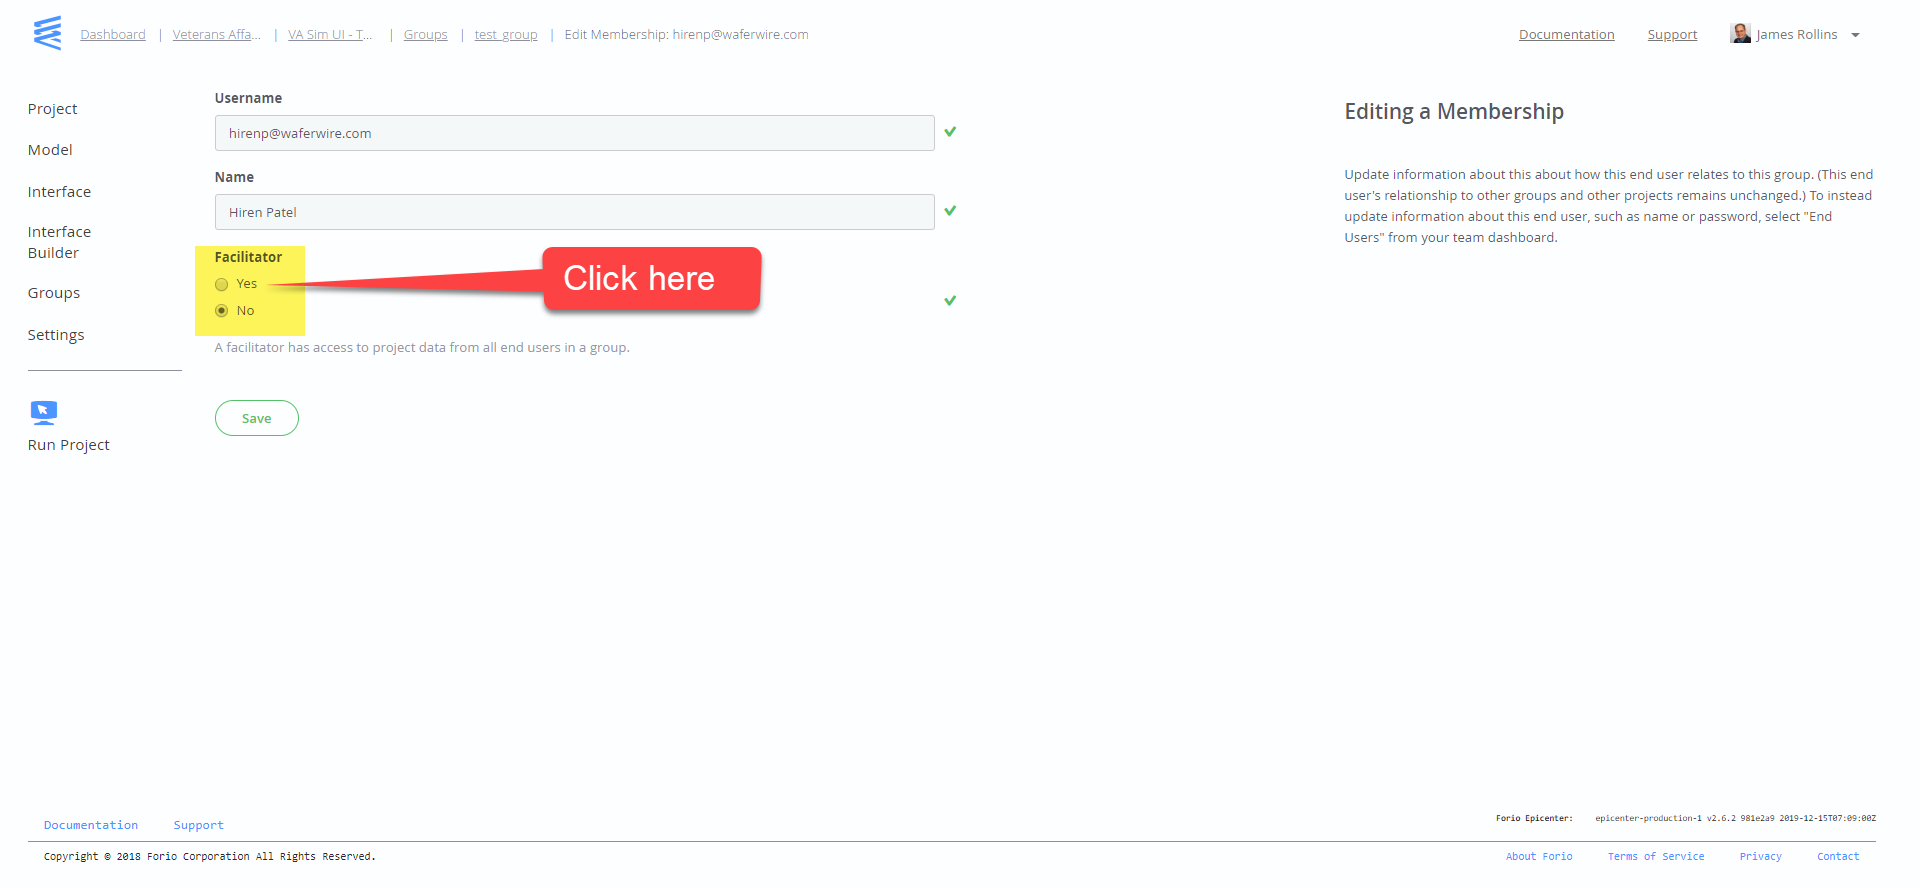 Dashboard | Veterans Affa... | VA Sim UI - T... | Groups | test_group | Edit Membership: hirenp@waferwire.com
Documentation Support James Rollins
Project
Model
Interface
Interface
Builder
Groups
Settings
Run Project
Username
hirenp@waferwire.com
Name
Hiren Patel
Facilitator
Yes
No
Click here
A facilitator has access to project data from all end users in a group.
Save
Editing a Membership
Update information about this about how this end user relates to this group. (This end
user's relationship to other groups and other projects remains unchanged.) To instead
update information about this end user, such as name or password, select "End
Users" from your team dashboard.
Documentation Support
Forio Epicenter: epicenter-production-1 v2.6.2 981e2a9 2019-12-15T07:09:00Z
Copyright © 2018 Forio Corporation All Rights Reserved.
About Forio Terms of Service Privacy Contact